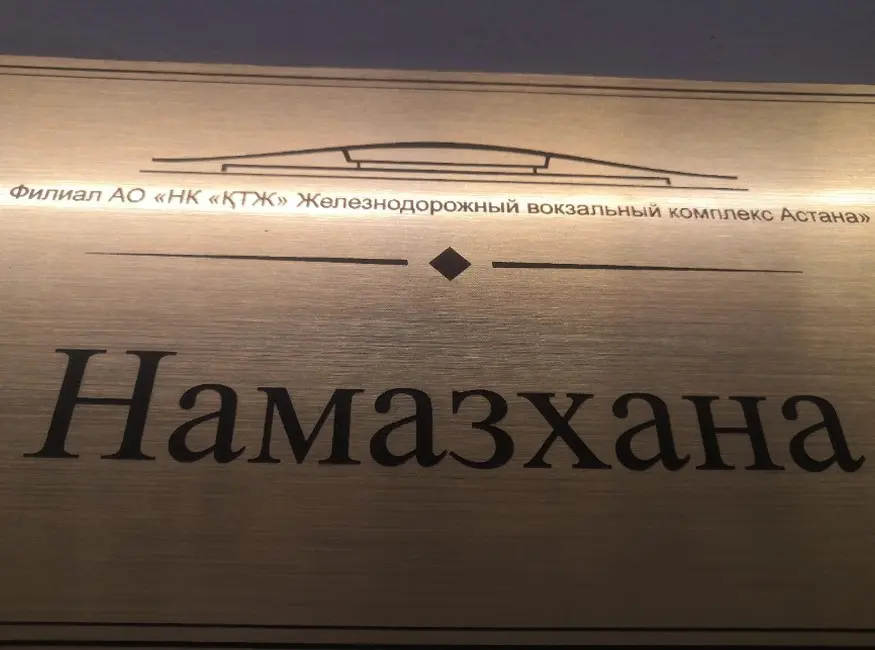 Филиал АО «НК «ҚТЖ» Железнодорожный вокзальный комплекс Астана»
Намазхана